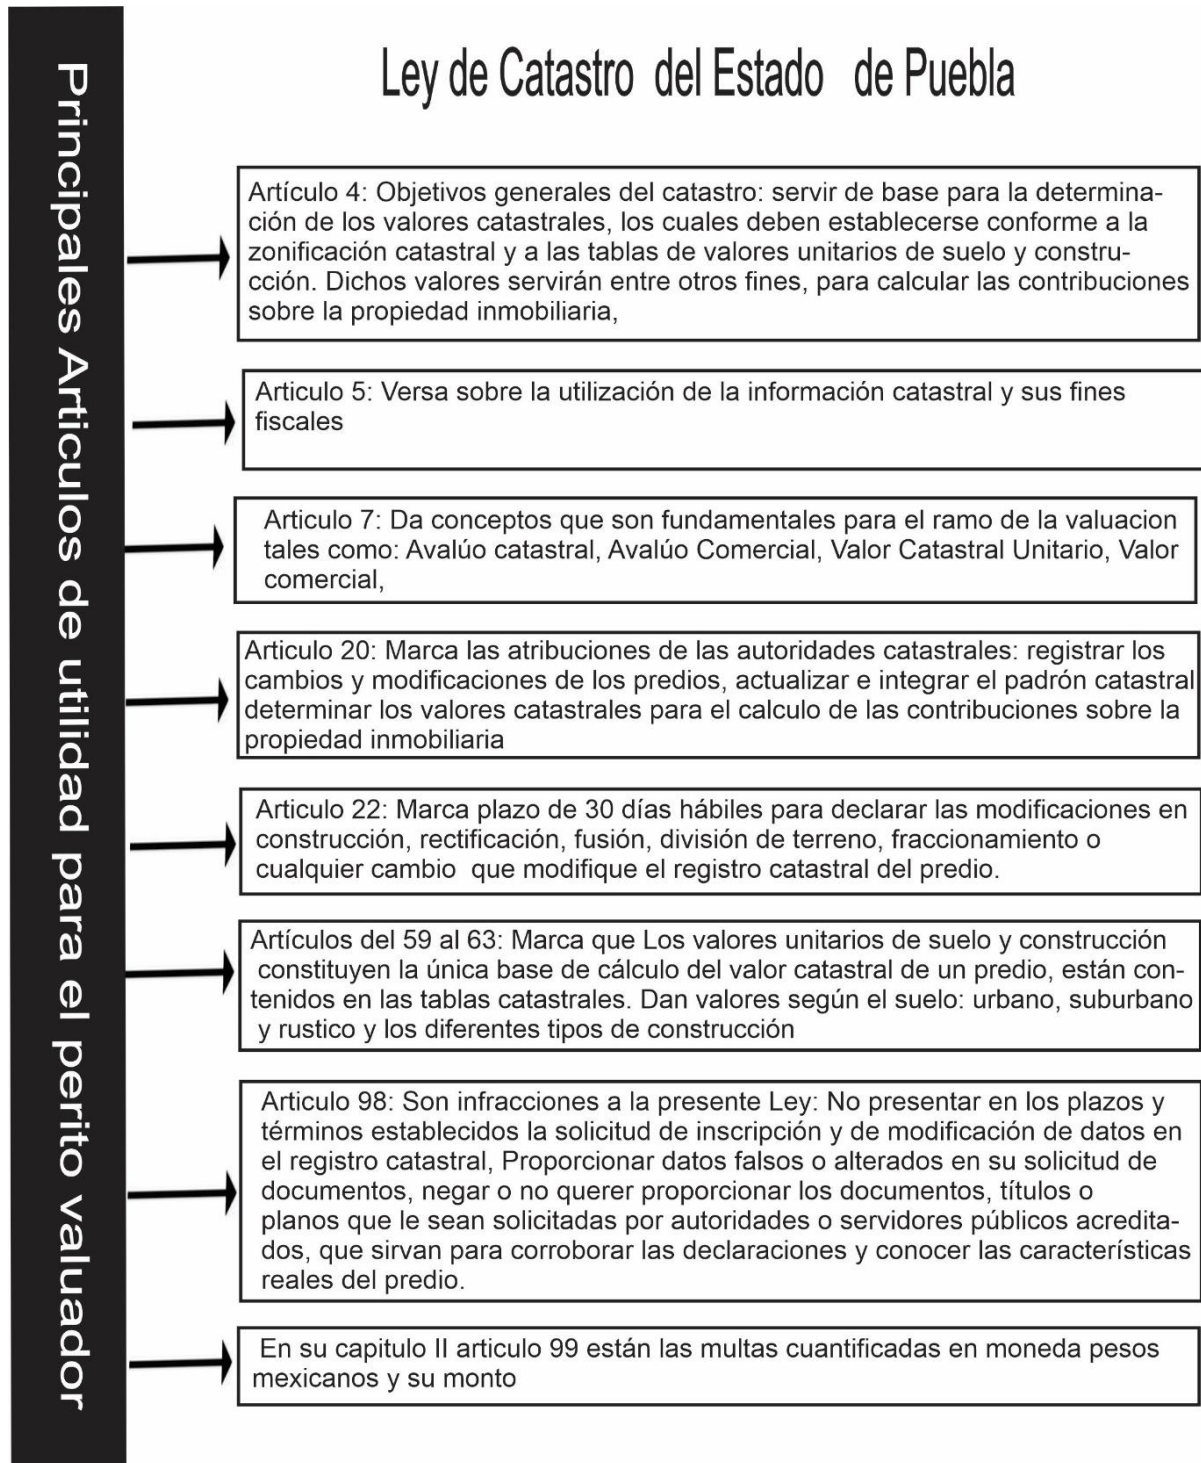 Ley de Catastro del Estado de Puebla
Principales Articulos de utilidad para el perito valuador
Artículo 4: Objetivos generales del catastro: servir de base para la determina-
ción de los valores catastrales, los cuales deben establecerse conforme a la
zonificación catastral y a las tablas de valores unitarios de suelo y constru-
cción. Dichos valores servirán entre otros fines, para calcular las contribuciones
sobre la propiedad inmobiliaria,
Articulo 5: Versa sobre la utilización de la información catastral y sus fines
fiscales
Articulo 7: Da conceptos que son fundamentales para el ramo de la valuacion
tales como: Avalúo catastral, Avalúo Comercial, Valor Catastral Unitario, Valor
comercial,
Articulo 20: Marca las atribuciones de las autoridades catastrales: registrar los
cambios y modificaciones de los predios, actualizar e integrar el padrón catastral
determinar los valores catastrales para el calculo de las contribuciones sobre la
propiedad inmobiliaria
Articulo 22: Marca plazo de 30 días hábiles para declarar las modificaciones en
construcción, rectificación, fusión, división de terreno, fraccionamiento o
cualquier cambio que modifique el registro catastral del predio.
Artículos del 59 al 63: Marca que Los valores unitarios de suelo y construcción
constituyen la única base de cálculo del valor catastral de un predio, están con-
tenidos en las tablas catastrales. Dan valores según el suelo: urbano, suburbano
y rustico y los diferentes tipos de construcción
Articulo 98: Son infracciones a la presente Ley: No presentar en los plazos y
términos establecidos la solicitud de inscripción y de modificación de datos en
el registro catastral, Proporcionar datos falsos o alterados en su solicitud de
documentos, negar o no querer proporcionar los documentos, títulos o
planos que le sean solicitadas por autoridades o servidores públicos acredita-
dos, que sirvan para corroborar las declaraciones y conocer las características
reales del predio.
En su capitulo II articulo 99 están las multas cuantificadas en moneda pesos
mexicanos y su monto